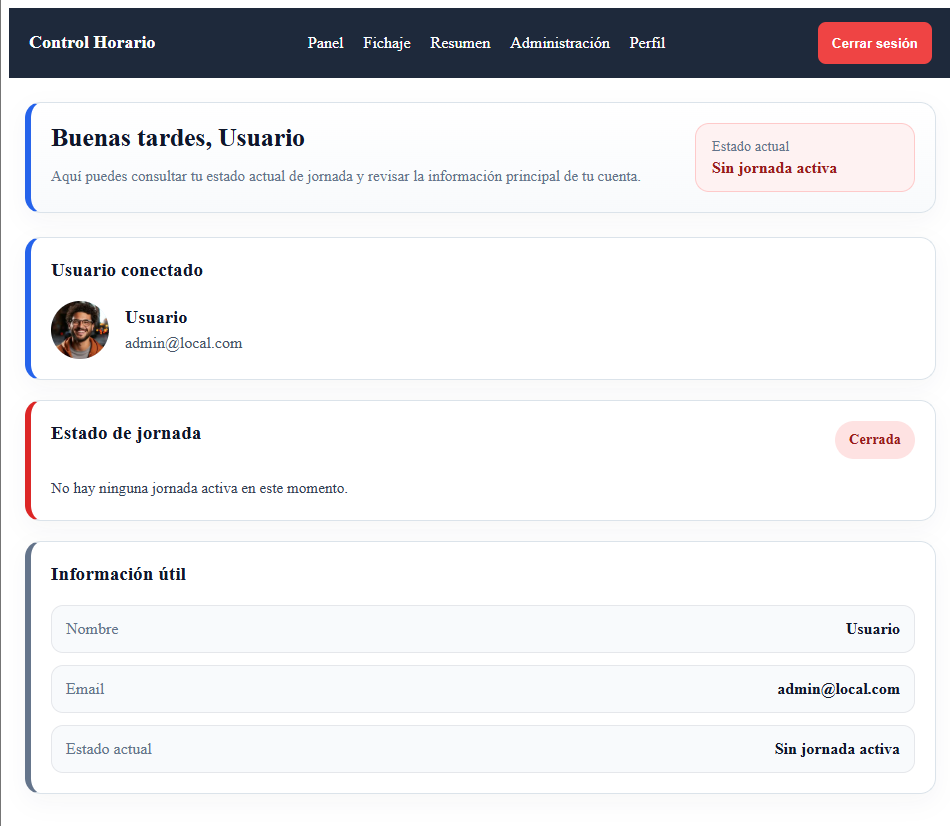 Control Horario
Panel Fichaje Resumen Administración Perfil
Cerrar sesión
Buenas tardes, Usuario
Aquí puedes consultar tu estado actual de jornada y revisar la información principal de tu cuenta.
Estado actual
Sin jornada activa
Usuario conectado
Usuario
admin@local.com
Estado de jornada
Cerrada
No hay ninguna jornada activa en este momento.
Información útil
Nombre Usuario
Email admin@local.com
Estado actual Sin jornada activa